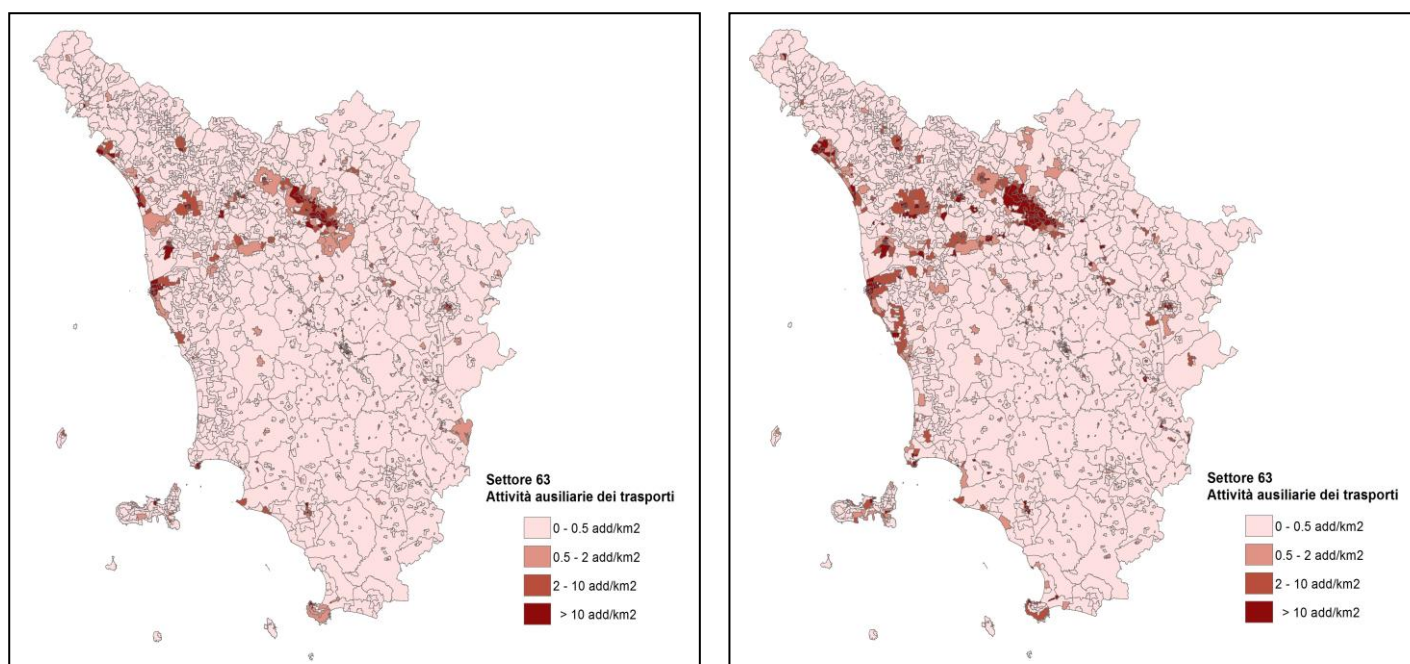 Settore 63
Attività ausiliarie dei trasporti
0 - 0.5 add/km2
0.5 - 2 add/km2
2 - 10 add/km2
> 10 add/km2
Settore 63
Attività ausiliarie dei trasporti
0 - 0.5 add/km2
0.5 - 2 add/km2
2 - 10 add/km2
> 10 add/km2